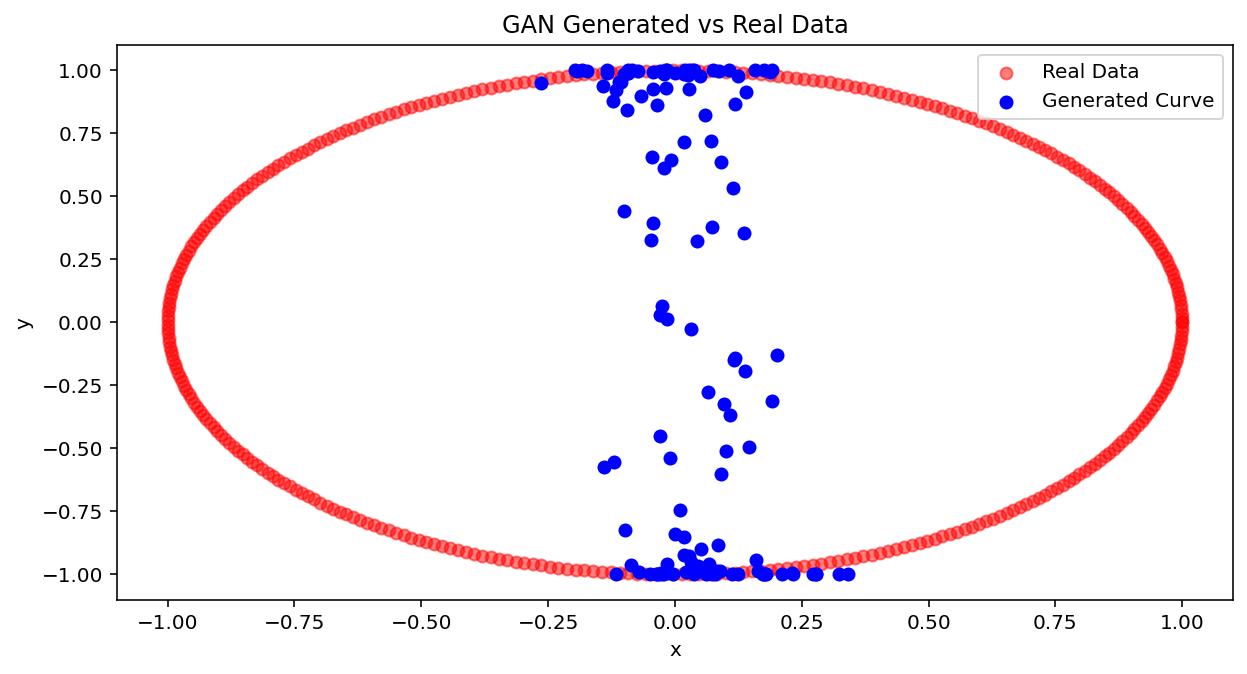 GAN Generated vs Real Data
Real Data
Generated Curve
1.00
0.75
0.50
0.25
0.00
−0.25
−0.50
−0.75
−1.00
y
−1.00 −0.75 −0.50 −0.25 0.00 0.25 0.50 0.75 1.00
x